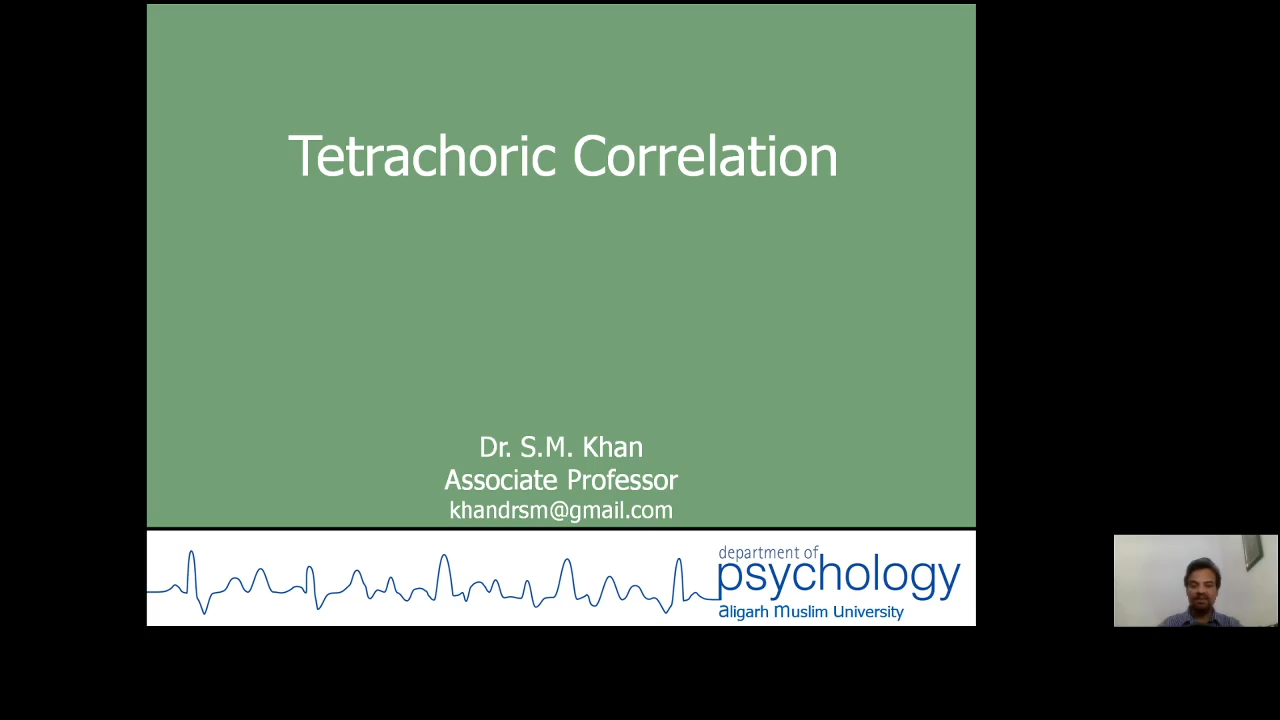 Tetrachoric Correlation
Dr. S.M. Khan
Associate Professor
khandrsm@gmail.com
department of
psychology
aligarh muslim university